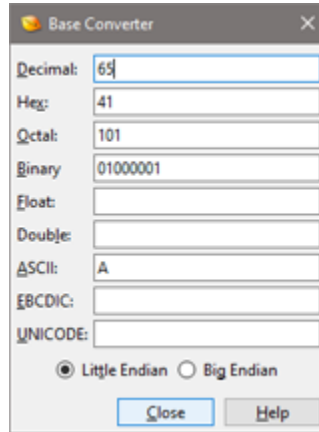 Base Converter
Decimal: 65
Hex: 41
Octal: 101
Binary 01000001
Float:
Double:
ASCII: A
EBCDIC:
UNICODE:
Little Endian Big Endian
Close Help